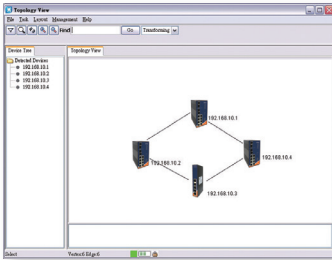 Topology View
File Task Layout Management Help
Find Go Transforming
Device Tree
Topology View
Detected Devices
192.168.10.1
192.168.10.2
192.168.10.3
192.168.10.4
192.168.10.1
192.168.10.2
192.168.10.4
192.168.10.3
Select